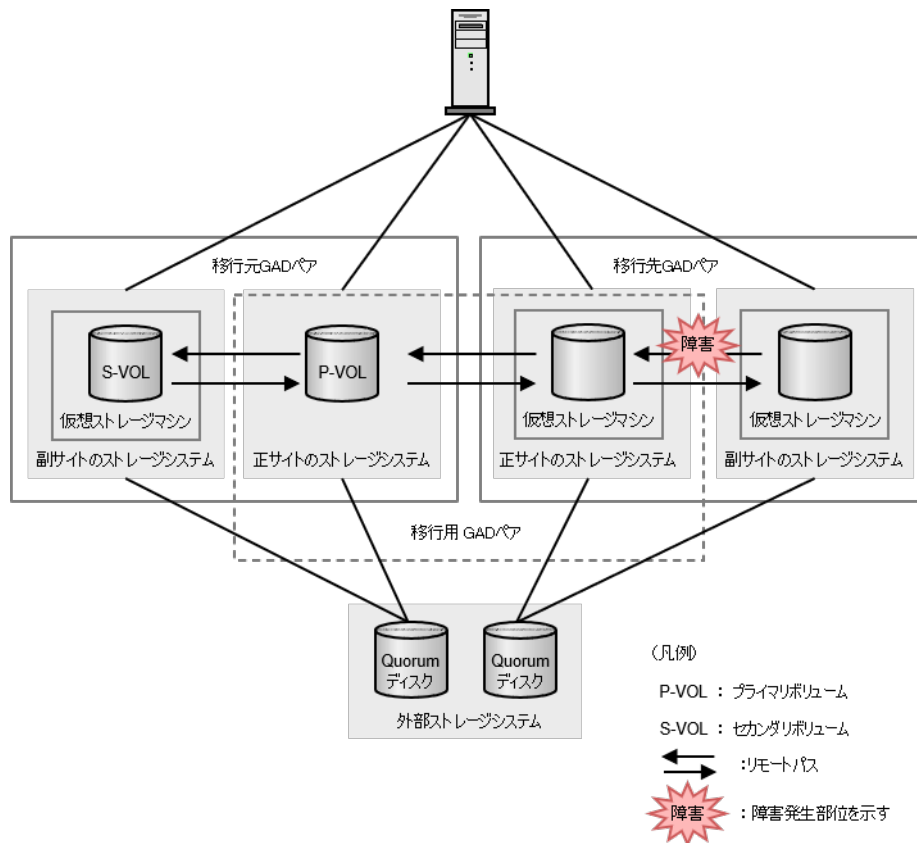 移行元GADペア
移行先GADペア
障害
S-VOL
P-VOL
仮想ストレージマシン
仮想ストレージマシン
仮想ストレージマシン
副サイトのストレージシステム
正サイトのストレージシステム
正サイトのストレージシステム
副サイトのストレージシステム
移行用 GADペア
Quorum
ディスク
Quorum
ディスク
外部ストレージシステム
(凡例)
P-VOL : プライマリボリューム
S-VOL : セカンダリボリューム
:リモートパス
障害 : 障害発生部位を示す